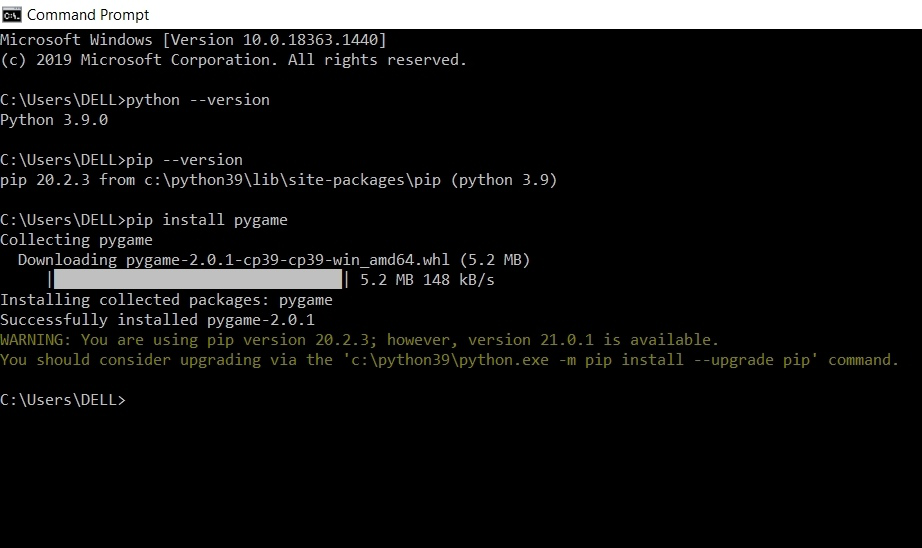 Command Prompt
Microsoft Windows [Version 10.0.18363.1440]
(c) 2019 Microsoft Corporation. All rights reserved.
C:\Users\DELL>python --version
Python 3.9.0
C:\Users\DELL>pip --version
pip 20.2.3 from c:\python39\lib\site-packages\pip (python 3.9)
C:\Users\DELL>pip install pygame
Collecting pygame
  Downloading pygame-2.0.1-cp39-cp39-win_amd64.whl (5.2 MB)
     |████████████████████████████████| 5.2 MB 148 kB/s
Installing collected packages: pygame
Successfully installed pygame-2.0.1
WARNING: You are using pip version 20.2.3; however, version 21.0.1 is available.
You should consider upgrading via the 'c:\python39\python.exe -m pip install --upgrade pip' command.
C:\Users\DELL>